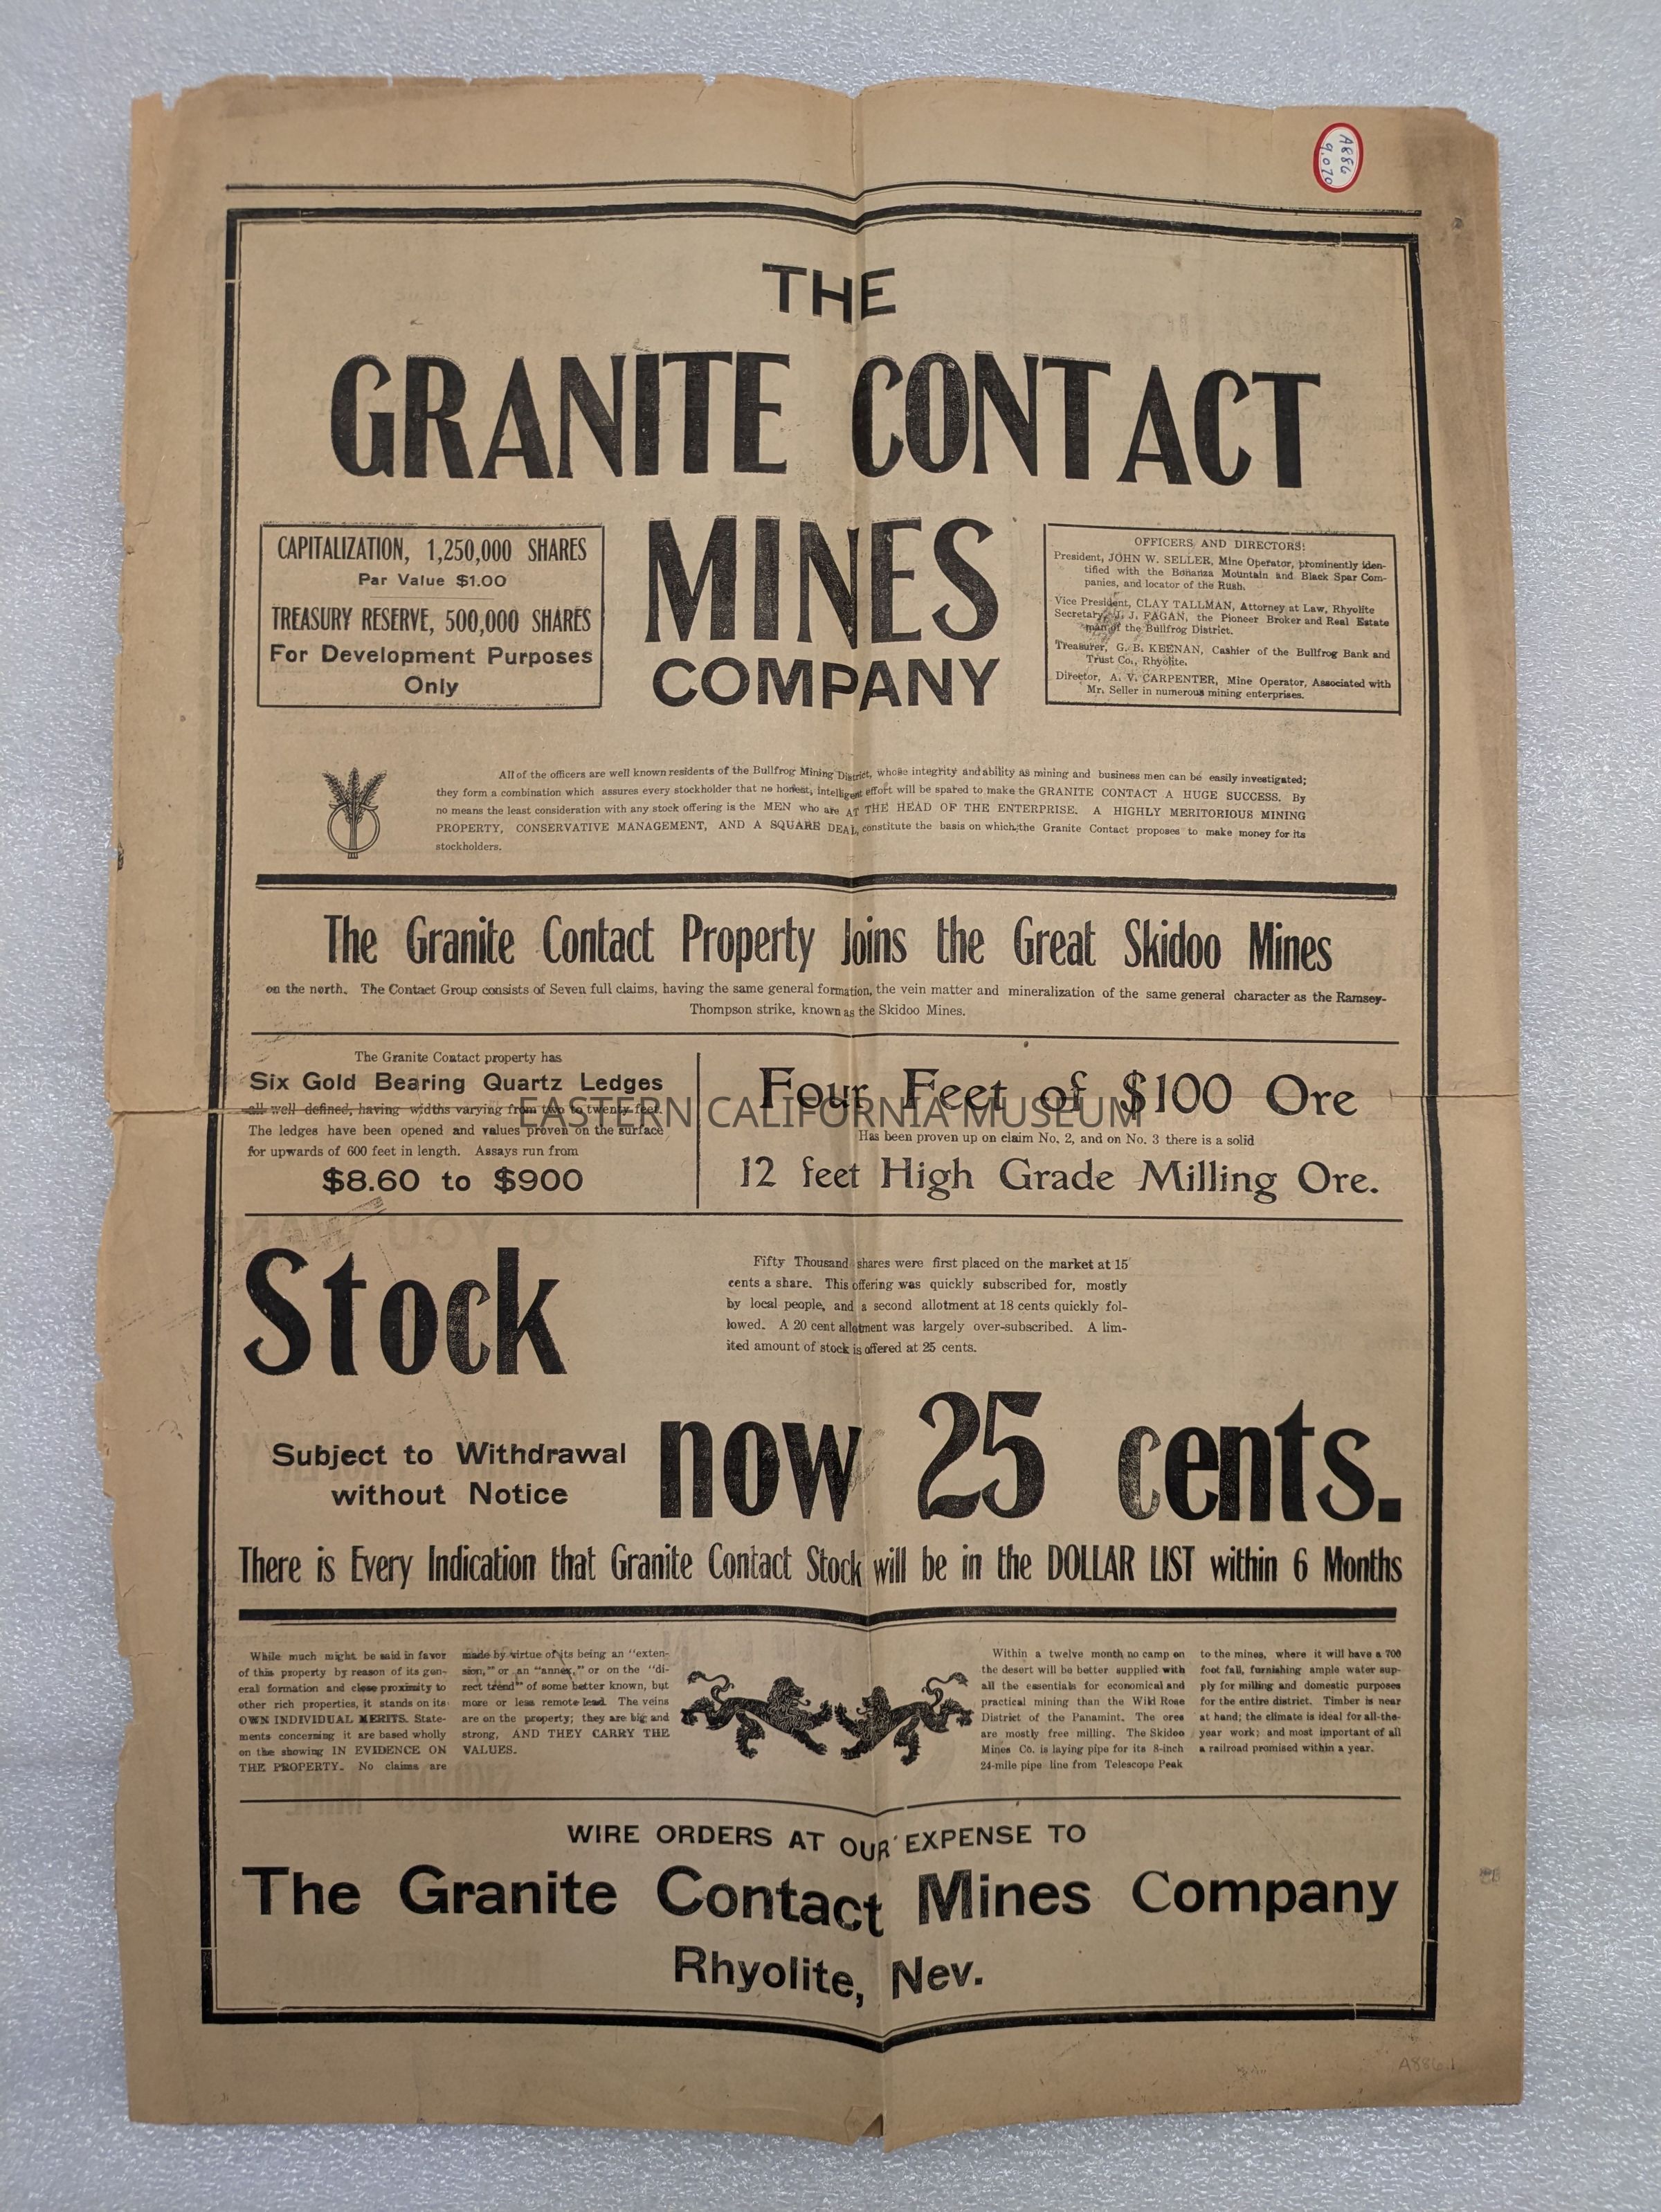 A886
9.070
THE
GRANITE CONTACT
MINES
COMPANY
CAPITALIZATION, 1,250,000 SHARES
Par Value $1.00
TREASURY RESERVE, 500,000 SHARES
For Development Purposes
Only
OFFICERS AND DIRECTORS:
President, JOHN W. SELLER, Mine Operator, prominently iden-
tified with the Bonanza Mountain and Black Spar Com-
panies, and locator of the Rush.
Vice President, CLAY TALLMAN, Attorney at Law, Rhyolite
Secretary, J. J. FAGAN, the Pioneer Broker and Real Estate
man of the Bullfrog District.
Treasurer, G. B. KEENAN, Cashier of the Bullfrog Bank and
Trust Co., Rhyolite.
Director, A. V. CARPENTER, Mine Operator, Associated with
Mr. Seller in numerous mining enterprises.
All of the officers are well known residents of the Bullfrog Mining District, whose integrity and ability as mining and business men can be easily investigated;
they form a combination which assures every stockholder that no honest, intelligent effort will be spared to make the GRANITE CONTACT A HUGE SUCCESS. By
no means the least consideration with any stock offering is the MEN who are AT THE HEAD OF THE ENTERPRISE. A HIGHLY MERITORIOUS MINING
PROPERTY, CONSERVATIVE MANAGEMENT, AND A SQUARE DEAL, constitute the basis on which the Granite Contact proposes to make money for its
stockholders.
The Granite Contact Property Joins the Great Skidoo Mines
on the north. The Contact Group consists of Seven full claims, having the same general formation, the vein matter and mineralization of the same general character as the Ramsey-
Thompson strike, known as the Skidoo Mines.
The Granite Contact property has
Six Gold Bearing Quartz Ledges
all well defined, having widths varying from two to twenty feet.
The ledges have been opened and values proven on the surface
for upwards of 600 feet in length. Assays run from
$8.60 to $900
Four Feet of $100 Ore
EASTERN CALIFORNIA MUSEUM
Has been proven up on claim No. 2, and on No. 3 there is a solid
12 feet High Grade Milling Ore.
Stock
Fifty Thousand shares were first placed on the market at 15
cents a share. This offering was quickly subscribed for, mostly
by local people, and a second allotment at 18 cents quickly fol-
lowed. A 20 cent allotment was largely over-subscribed. A lim-
ited amount of stock is offered at 25 cents.
Subject to Withdrawal
without Notice
now 25 cents.
There is Every Indication that Granite Contact Stock will be in the DOLLAR LIST within 6 Months
While much might be said in favor
of this property by reason of its gen-
eral formation and close proximity to
other rich properties, it stands on its
OWN INDIVIDUAL MERITS. State-
ments concerning it are based wholly
on the showing IN EVIDENCE ON
THE PROPERTY. No claims are
made by virtue of its being an "exten-
sion," or an "annex," or on the "di-
rect trend" of some better known, but
more or less remote lead. The veins
are on the property; they are big and
strong, AND THEY CARRY THE
VALUES.
Within a twelve month no camp on
the desert will be better supplied with
all the essentials for economical and
practical mining than the Wild Rose
District of the Panamint. The ores
are mostly free milling. The Skidoo
Mines Co. is laying pipe for its 8-inch
24-mile pipe line from Telescope Peak
to the mines, where it will have a 700
foot fall, furnishing ample water sup-
ply for milling and domestic purposes
for the entire district. Timber is near
at hand; the climate is ideal for all-the-
year work; and most important of all
a railroad promised within a year.
WIRE ORDERS AT OUR EXPENSE TO
The Granite Contact Mines Company
Rhyolite, Nev.
A886.1